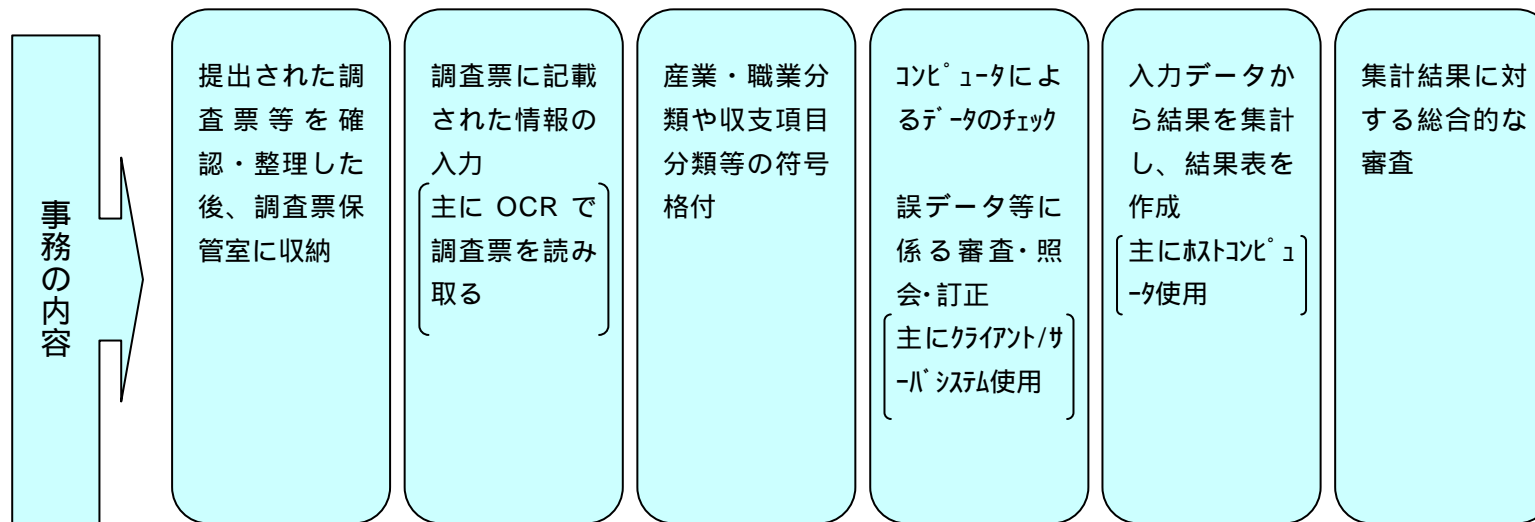 事務の内容
提出された調
査票等を確
認・整理した
後、調査票保
管室に収納
調査票に記載
された情報の
入力
主に OCR で
調査票を読み
取る
産業・職業分
類や収支項目
分類等の符号
格付
ｺﾝﾋﾟｭｰﾀによ
るﾃﾞｰﾀのﾁｪｯｸ
誤データ等に
係る審査・照
会・訂正
主にｸﾗｲｱﾝﾄ/ｻ
ｰﾊﾞｼｽﾃﾑ使用
入力データか
ら結果を集計
し、結果表を
作成
主にﾎｽﾄｺﾝﾋﾟｭ
ｰﾀ使用
集計結果に対
する総合的な
審査